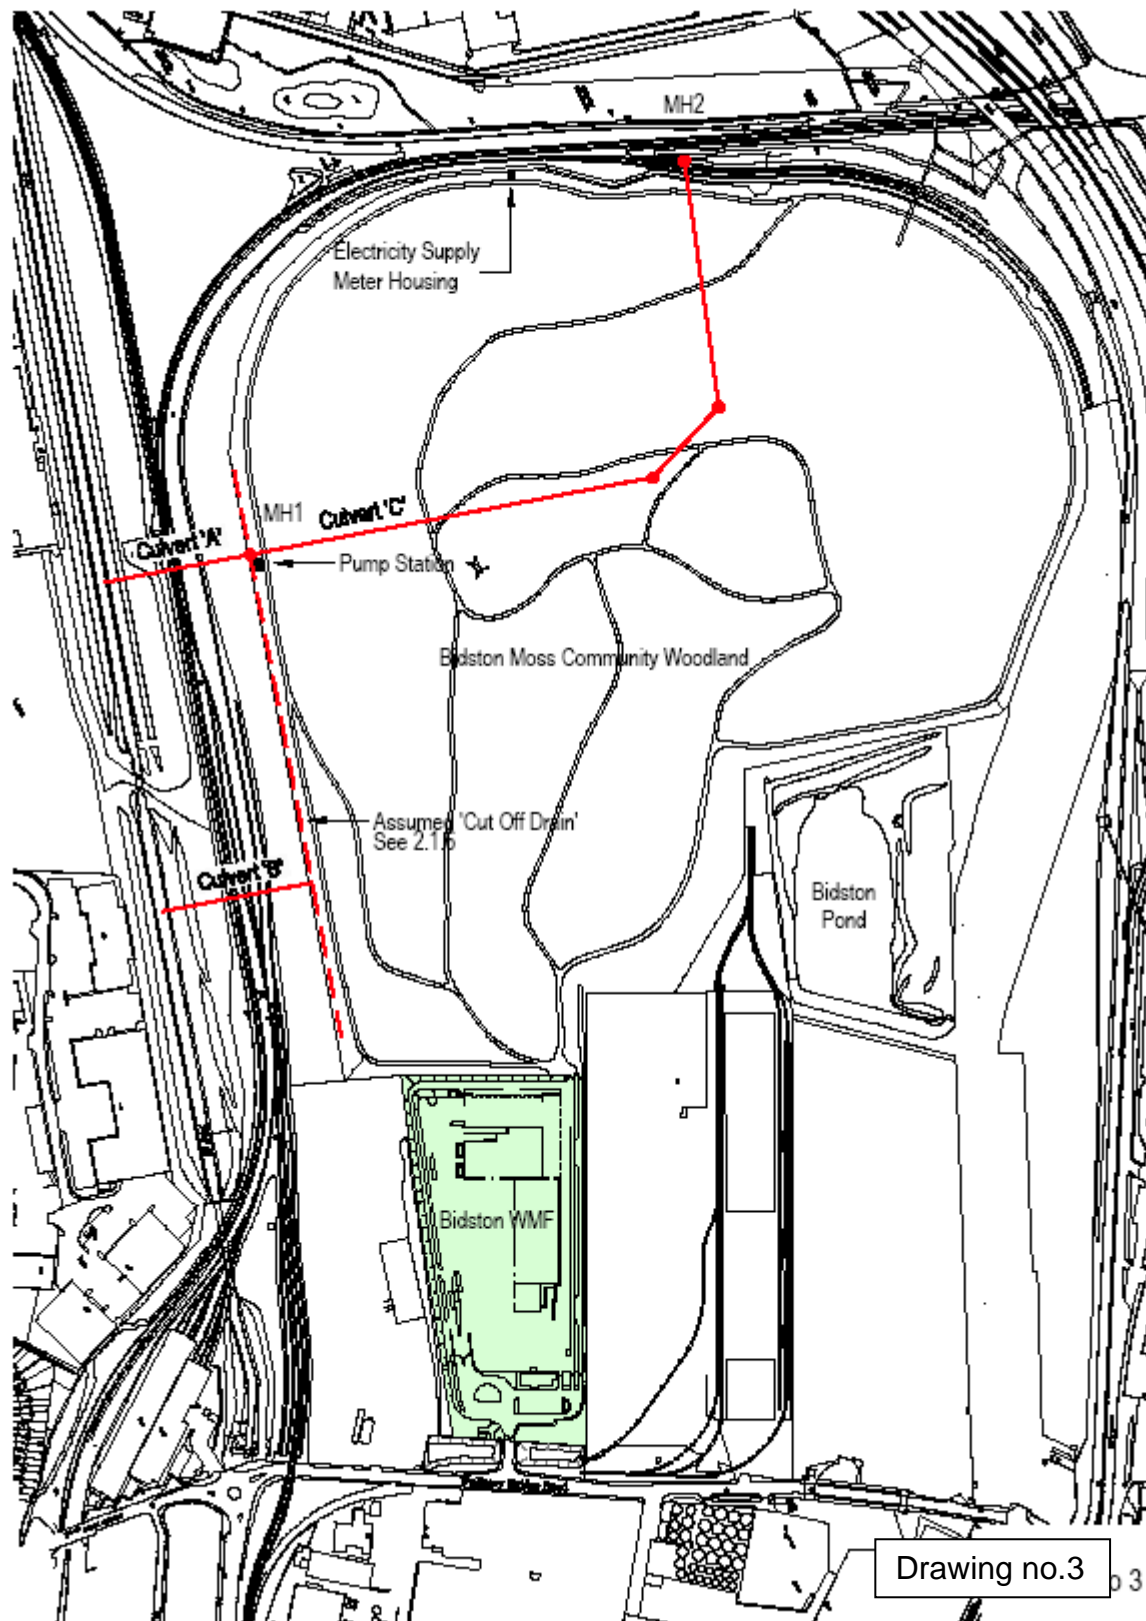 MH2
Electricity Supply
Meter Housing
MH1
Culvert 'C'
Culvert 'A'
Pump Station
Bidston Moss Community Woodland
Assumed 'Cut Off Drain'
See 2.1.6
Culvert 'B'
Bidston
Pond
Bidston WMF
Drawing no.3
o 3